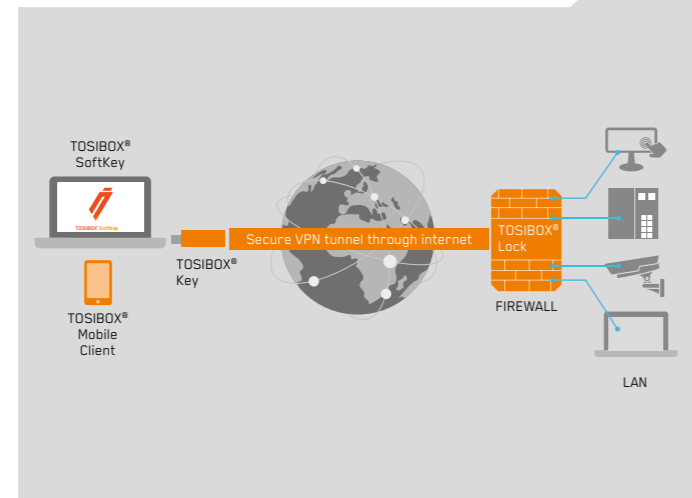 TOSIBOX®
SoftKey
TOSIBOX® SoftKey
TOSIBOX®
Key
TOSIBOX®
Mobile
Client
Secure VPN tunnel through internet
TOSIBOX®
Lock
FIREWALL
LAN